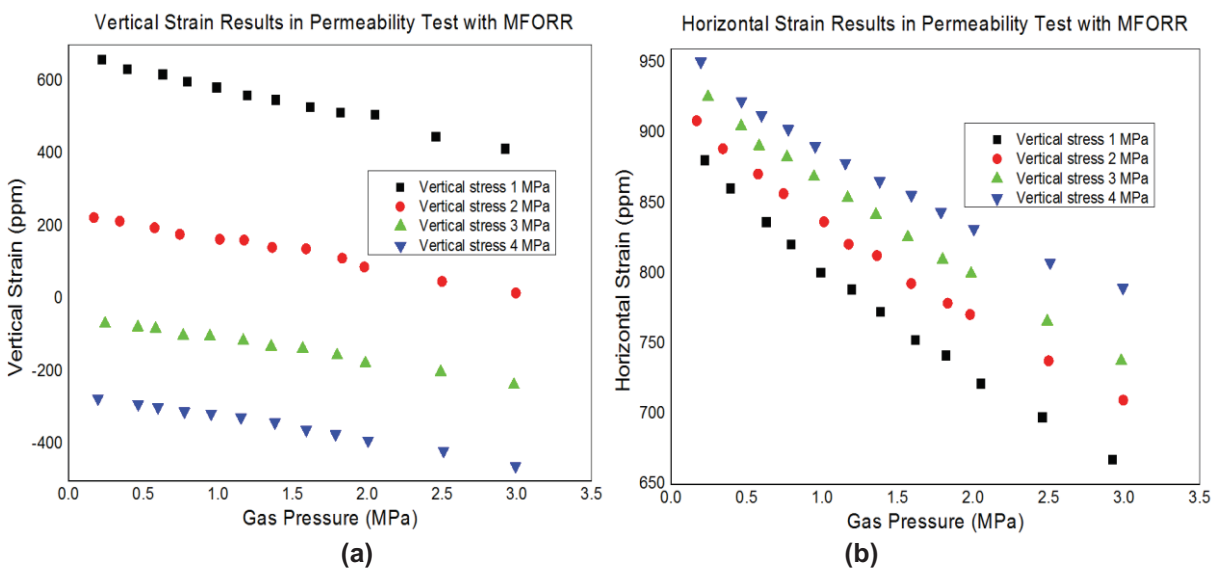 Vertical Strain Results in Permeability Test with MFORR
Vertical Strain (ppm)
600
400
200
0
-200
-400
Vertical stress 1 MPa
Vertical stress 2 MPa
Vertical stress 3 MPa
Vertical stress 4 MPa
0.0 0.5 1.0 1.5 2.0 2.5 3.0 3.5
Gas Pressure (MPa)
(a)
Horizontal Strain Results in Permeability Test with MFORR
Horizontal Strain (ppm)
950
900
850
800
750
700
650
Vertical stress 1 MPa
Vertical stress 2 MPa
Vertical stress 3 MPa
Vertical stress 4 MPa
0.0 0.5 1.0 1.5 2.0 2.5 3.0 3.5
Gas Pressure (MPa)
(b)